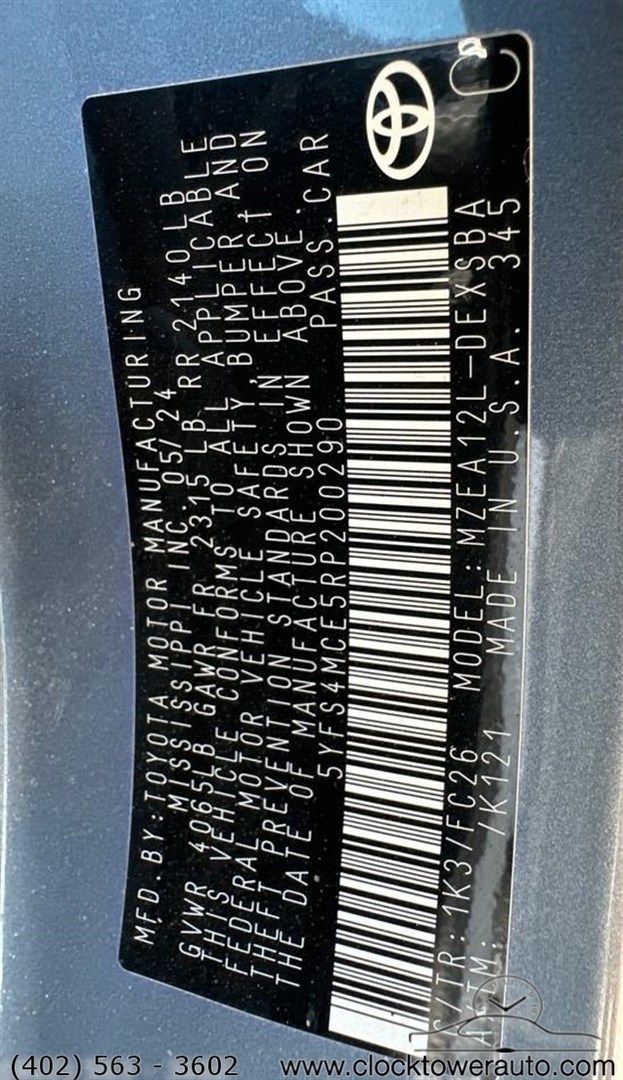 MFD.BY:TOYOTA MOTOR MANUFACTURING
MISSISSIPPI INC.05/24
GVWR 4065LB GAWR FR 2315 LB RR 2140 LB
THIS VEHICLE CONFORMS TO ALL APPLICABLE
FEDERAL MOTOR VEHICLE SAFETY, BUMPER, AND
THEFT PREVENTION STANDARDS IN EFFECT ON
THE DATE OF MANUFACTURE SHOWN ABOVE.
5YFS4MCE5RP200290 PASS.CAR
C/TR: 1K3/FC26 MODEL: MZEA12L-DEXSBA
/K121 MADE IN U.S.A. 345
(402) 563 - 3602 www.clocktowerauto.com